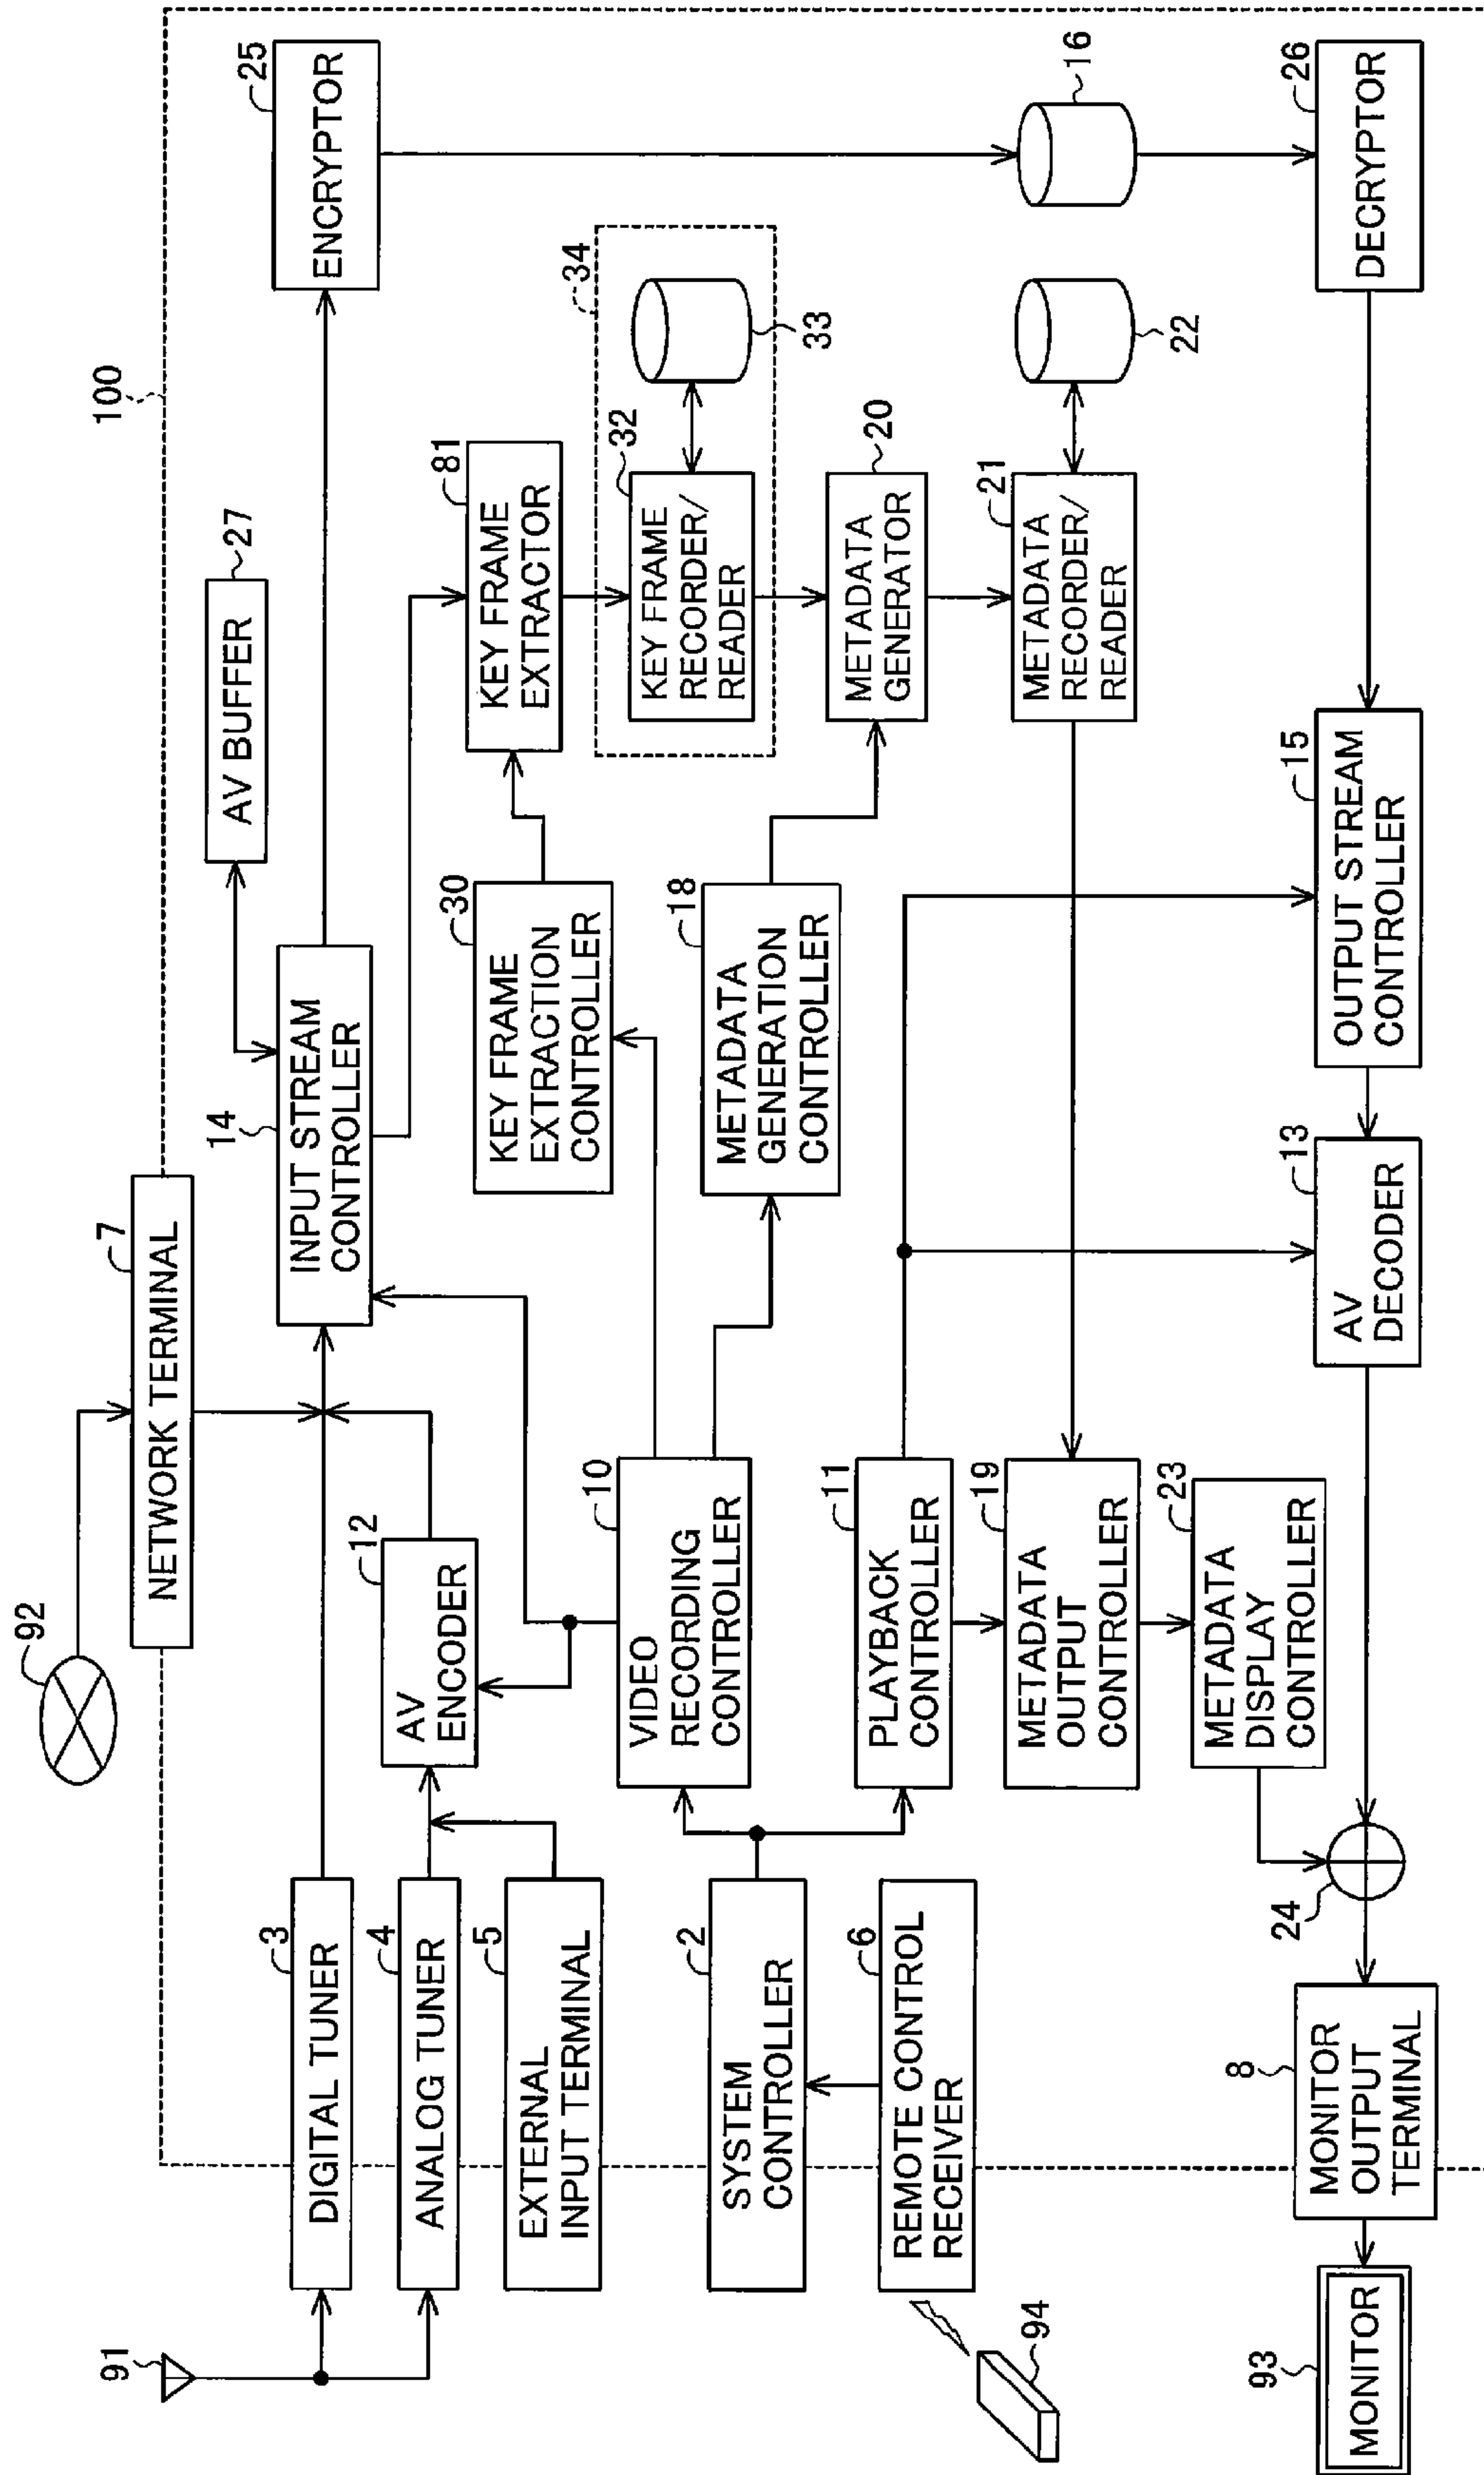 100
92
7
NETWORK TERMINAL
27
AV BUFFER
25
ENCRYPTOR
14
INPUT STREAM
CONTROLLER
91
3
DIGITAL TUNER
4
ANALOG TUNER
5
EXTERNAL
INPUT TERMINAL
12
AV
ENCODER
81
KEY FRAME
EXTRACTOR
30
KEY FRAME
EXTRACTION
CONTROLLER
34
32
KEY FRAME
RECORDER/
READER
33
16
10
VIDEO
RECORDING
CONTROLLER
18
METADATA
GENERATION
CONTROLLER
20
METADATA
GENERATOR
2
SYSTEM
CONTROLLER
6
REMOTE CONTROL
RECEIVER
94
11
PLAYBACK
CONTROLLER
21
METADATA
RECORDER/
READER
22
19
METADATA
OUTPUT
CONTROLLER
23
METADATA
DISPLAY
CONTROLLER
26
DECRYPTOR
15
OUTPUT STREAM
CONTROLLER
13
AV
DECODER
24
8
MONITOR
OUTPUT
TERMINAL
93
MONITOR